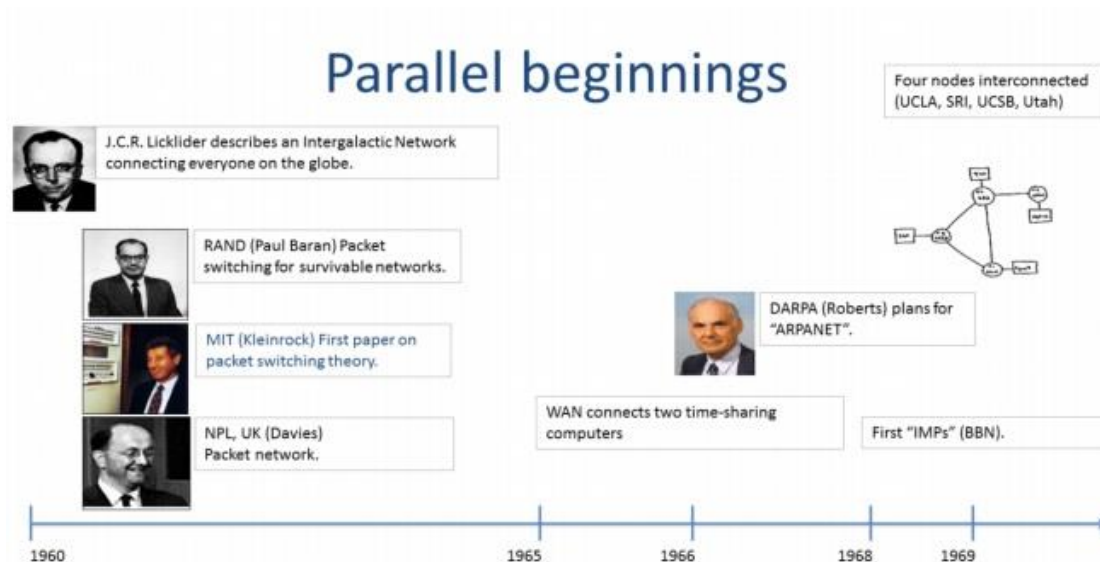 Parallel beginnings
Four nodes interconnected
(UCLA, SRI, UCSB, Utah)
J.C.R. Licklider describes an Intergalactic Network
connecting everyone on the globe.
RAND (Paul Baran) Packet
switching for survivable networks.
DARPA (Roberts) plans for
“ARPANET”.
MIT (Kleinrock) First paper on
packet switching theory.
WAN connects two time-sharing
computers
NPL, UK (Davies)
Packet network.
First “IMPs” (BBN).
1960
1965
1966
1968
1969